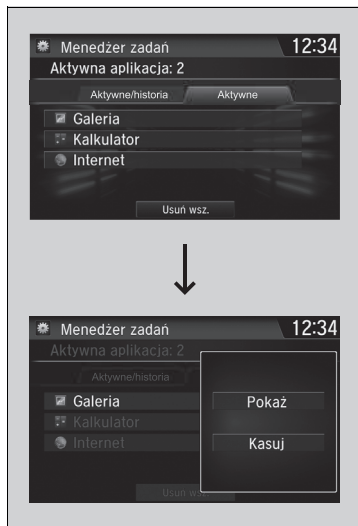 Menedżer zadań 12:34
Aktywna aplikacja: 2
Aktywne/historia Aktywne
Galeria
Kalkulator
Internet
Usuń wsz.
Menedżer zadań 12:34
Aktywna aplikacja: 2
Aktywne/historia
Galeria
Pokaż
Kalkulator
Internet
Kasuj
Usuń wsz.